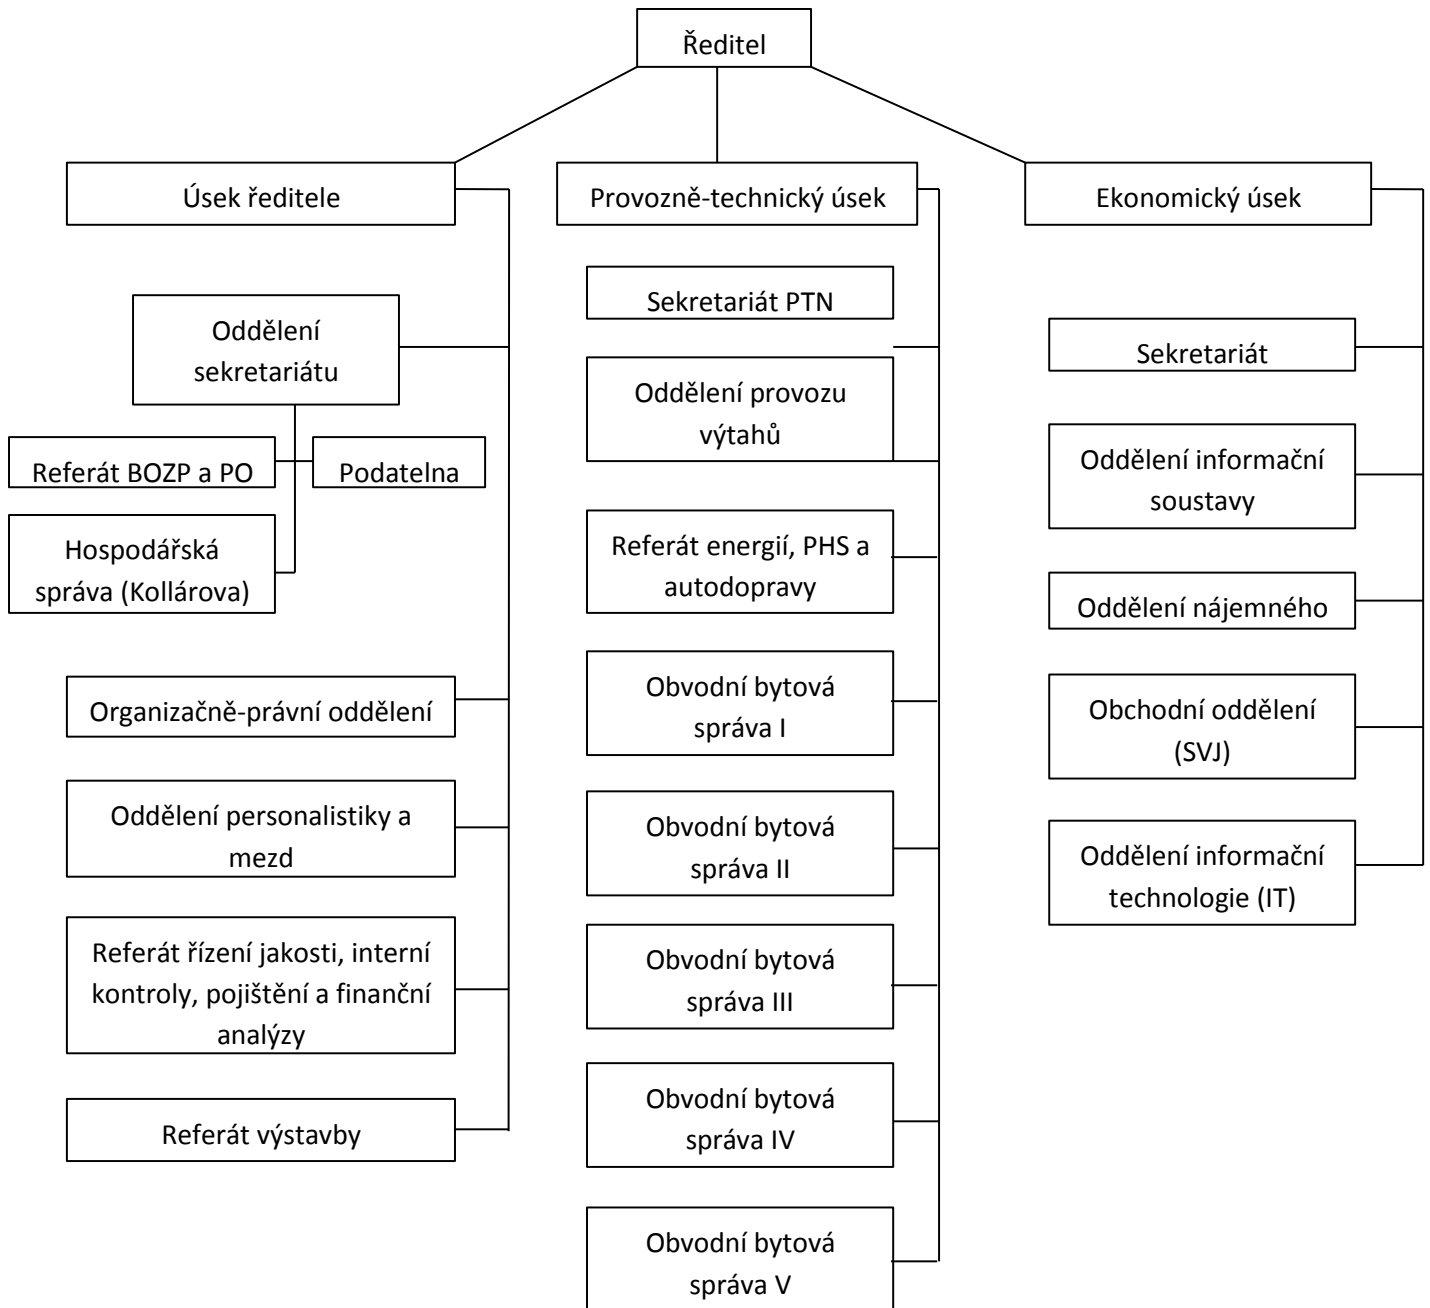 Ředitel
Úsek ředitele
Provozně-technický úsek
Ekonomický úsek
Oddělení
sekretariátu
Referát BOZP a PO
Podatelna
Hospodářská
správa (Kollárova)
Organizačně-právní oddělení
Oddělení personalistiky a
mezd
Referát řízení jakosti, interní
kontroly, pojištění a finanční
analýzy
Referát výstavby
Sekretariát PTN
Oddělení provozu
výtahů
Referát energií, PHS a
autodopravy
Obvodní bytová
správa I
Obvodní bytová
správa II
Obvodní bytová
správa III
Obvodní bytová
správa IV
Obvodní bytová
správa V
Sekretariát
Oddělení informační
soustavy
Oddělení nájemného
Obchodní oddělení
(SVJ)
Oddělení informační
technologie (IT)